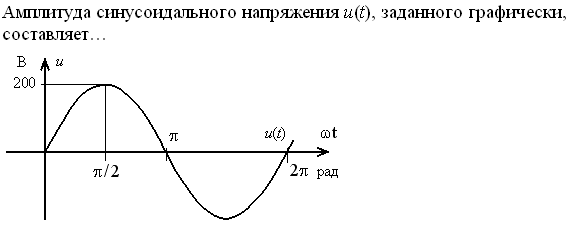 Амплитуда синусоидального напряжения u(t), заданного графически,
составляет…
В u
200
π u(t) ωt
π/2 2π рад